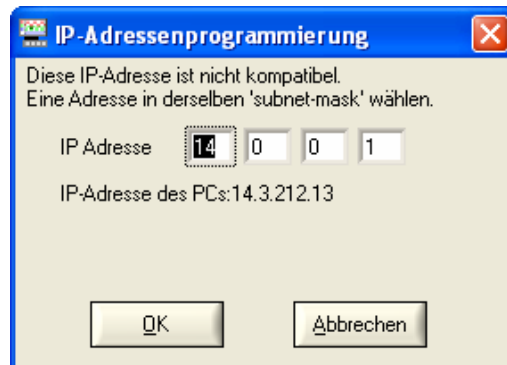 IP-Adressenprogrammierung
Diese IP-Adresse ist nicht kompatibel.
Eine Adresse in derselben 'subnet-mask' wählen.
IP Adresse 14 0 0 1
IP-Adresse des PCs:14.3.212.13
OK Abbrechen